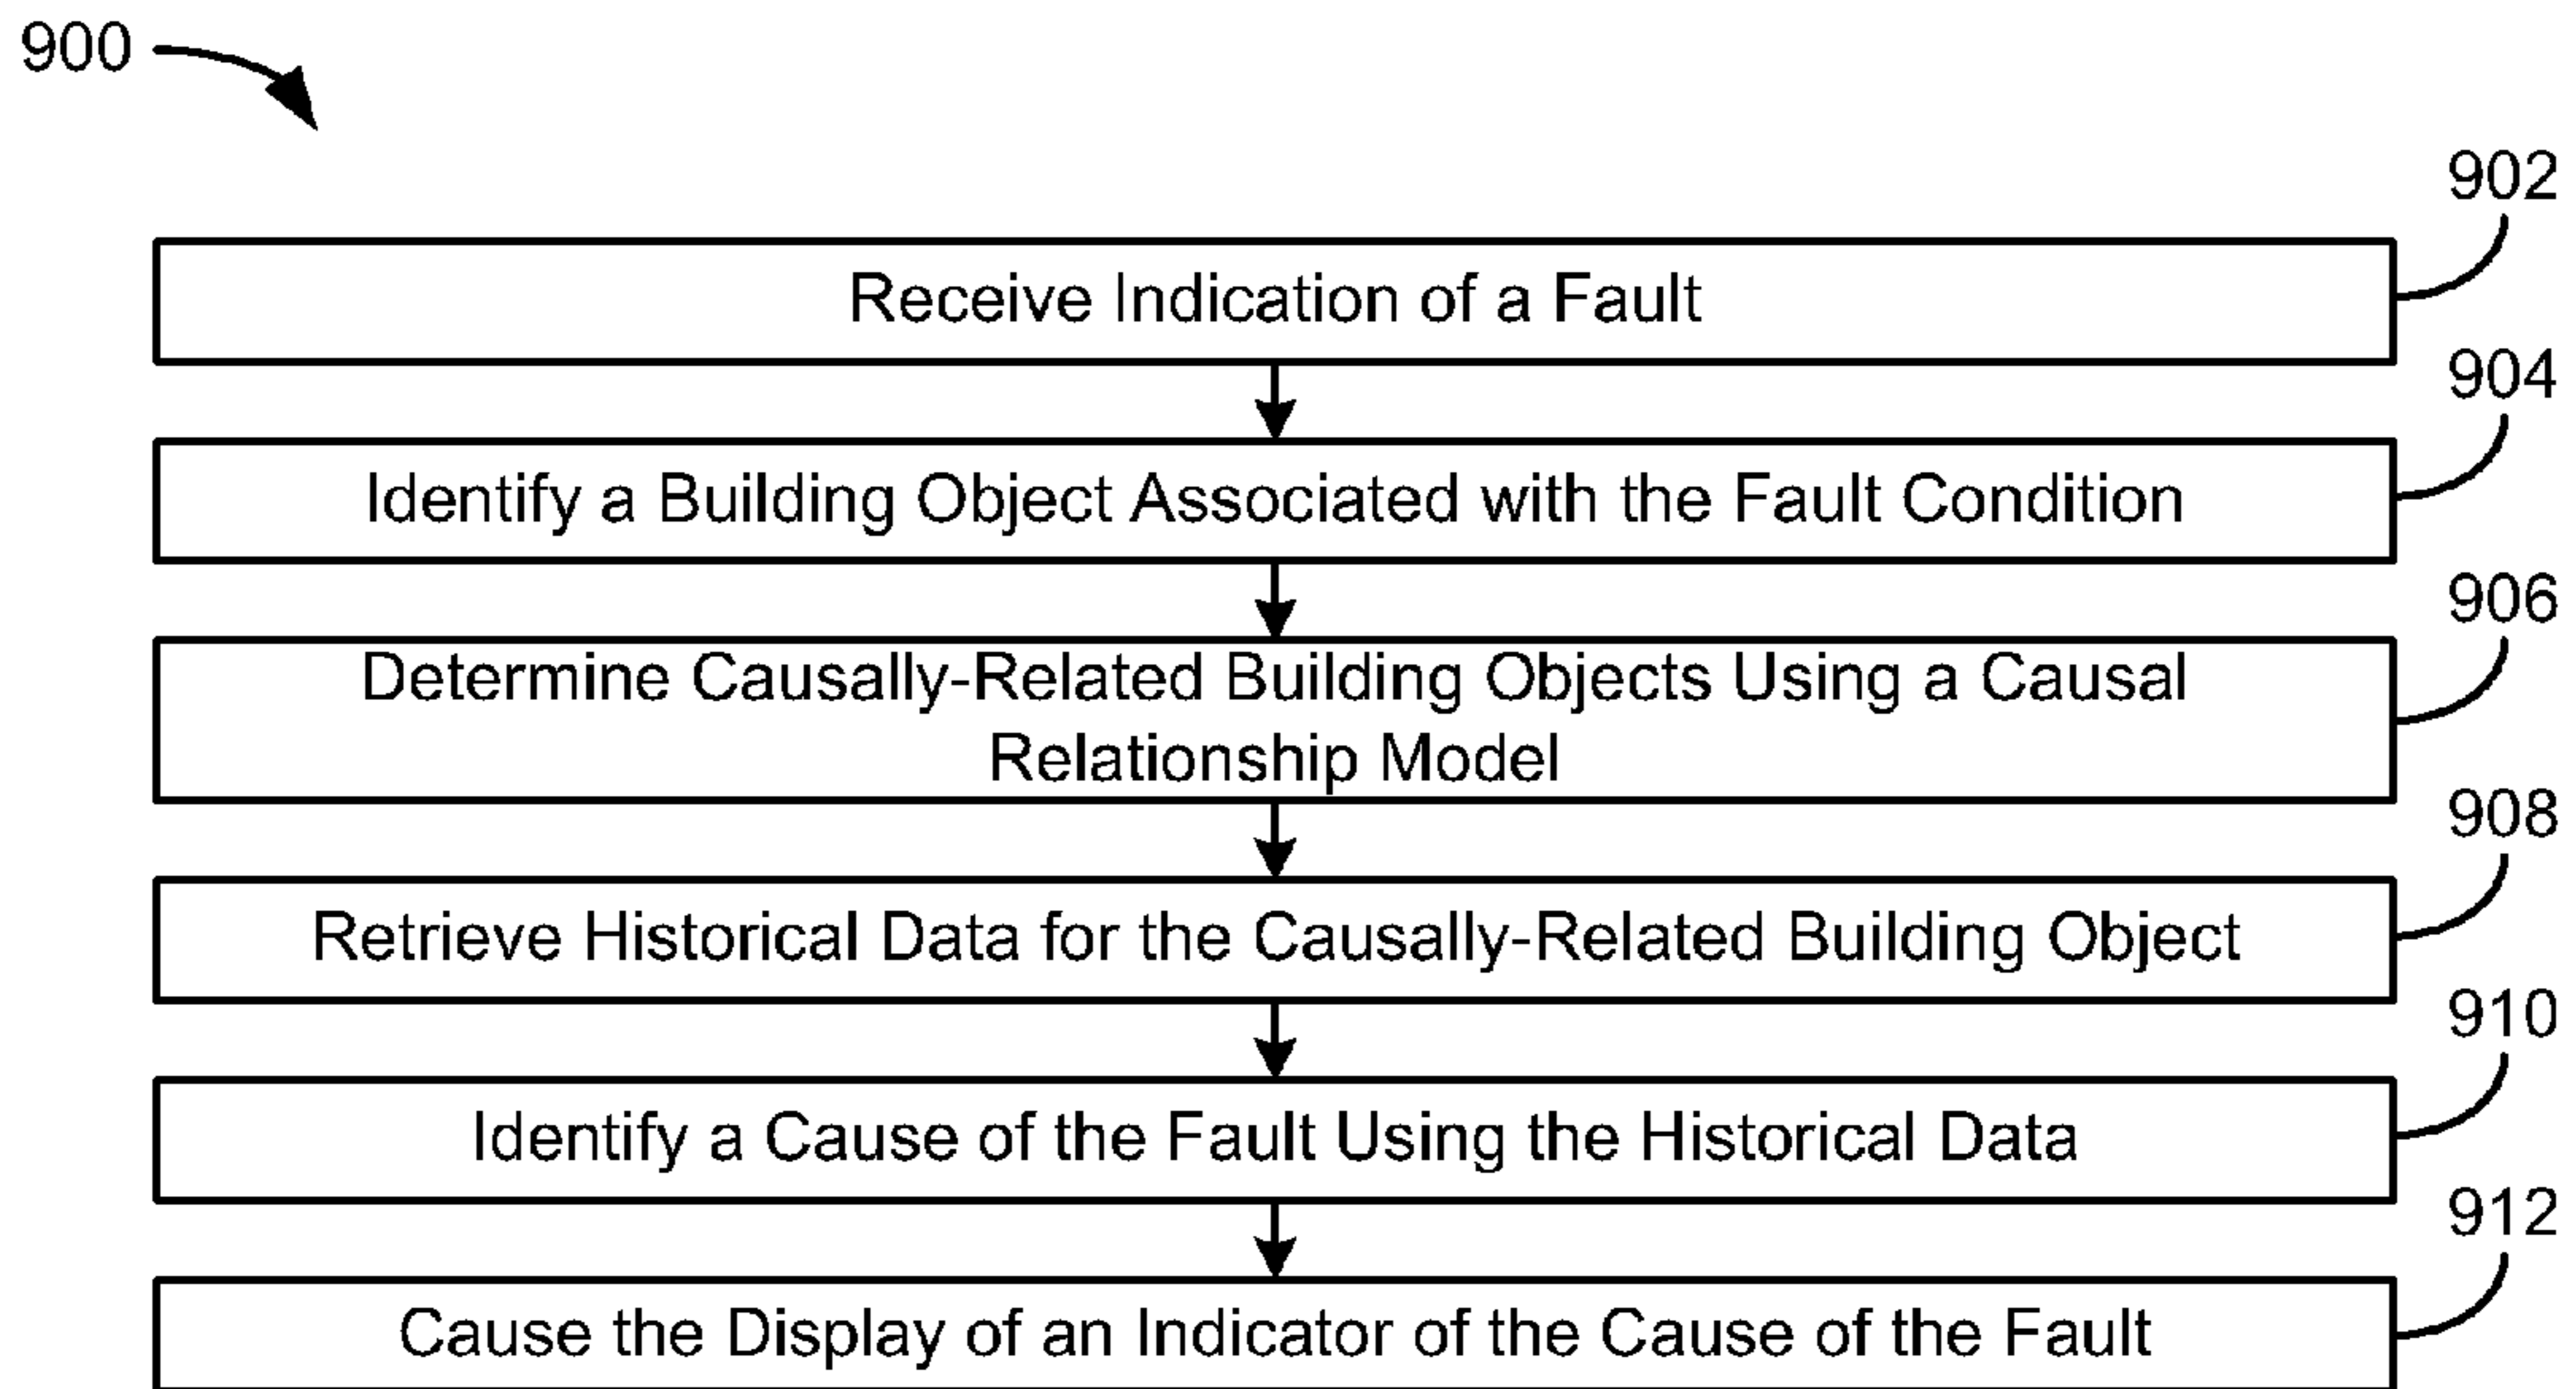 900
902
Receive Indication of a Fault
904
Identify a Building Object Associated with the Fault Condition
906
Determine Causally-Related Building Objects Using a Causal
Relationship Model
908
Retrieve Historical Data for the Causally-Related Building Object
910
Identify a Cause of the Fault Using the Historical Data
912
Cause the Display of an Indicator of the Cause of the Fault